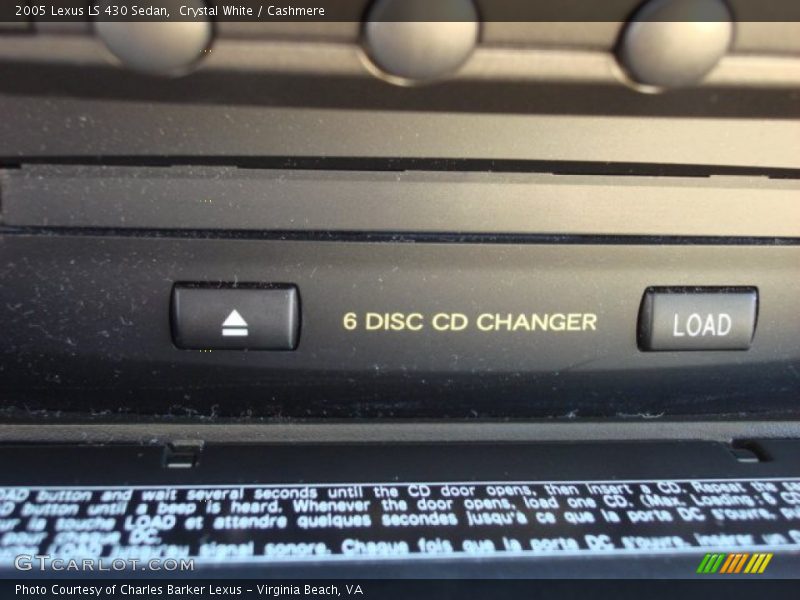 2005 Lexus LS 430 Sedan,  Crystal White / Cashmere
6 DISC CD CHANGER
LOAD
button and wait several seconds until the CD door opens, then insert a CD. Repeat the
button until a beep is heard. Whenever the door opens, load one CD. (Max. Loading:
la touche LOAD et attendre quelques secondes jusqu'a ce que la porte DC s'ouvre,
signal sonore. Chaque fois que la porte DC s'ouvre, insérer un
GTCARLOT.COM
Photo Courtesy of Charles Barker Lexus – Virginia Beach, VA